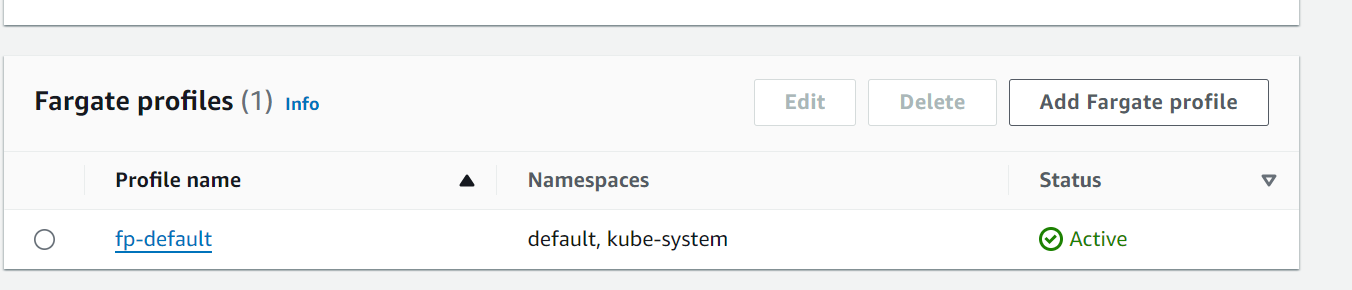 Fargate profiles (1) Info Edit Delete Add Fargate profile
Profile name Namespaces Status
fp-default default, kube-system Active